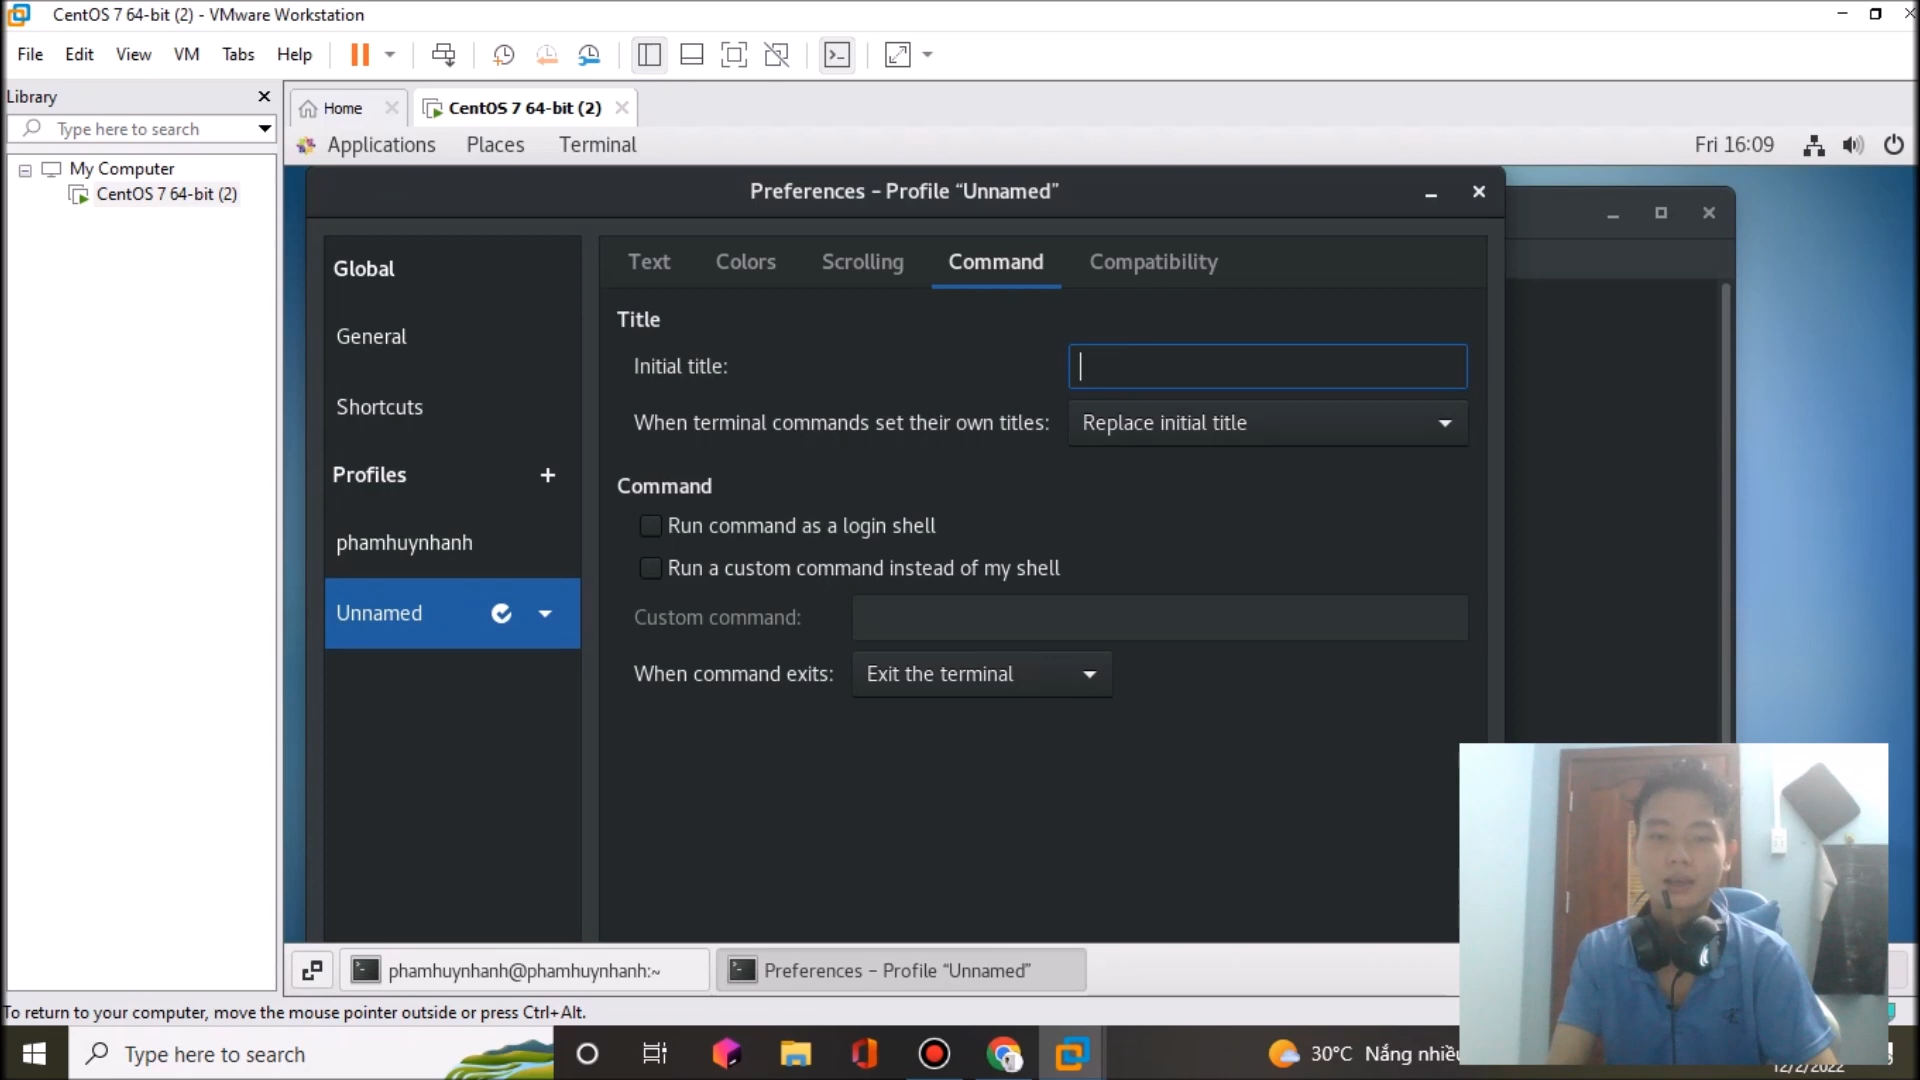 CentOS 7 64-bit (2) - VMware Workstation
File Edit View VM Tabs Help
Library
Type here to search
My Computer
CentOS 7 64-bit (2)
Home
CentOS 7 64-bit (2)
Applications Places Terminal
Fri 16:09
Preferences – Profile “Unnamed”
Global
General
Shortcuts
Profiles
phamhuynhanh
Unnamed
Text Colors Scrolling Command Compatibility
Title
Initial title:
When terminal commands set their own titles: Replace initial title
Command
Run command as a login shell
Run a custom command instead of my shell
Custom command:
When command exits: Exit the terminal
phamhuynhanh@phamhuynhanh:~
Preferences – Profile “Unnamed”
To return to your computer, move the mouse pointer outside or press Ctrl+Alt.
Type here to search
30°C Nắng nhiều
12/2/2022